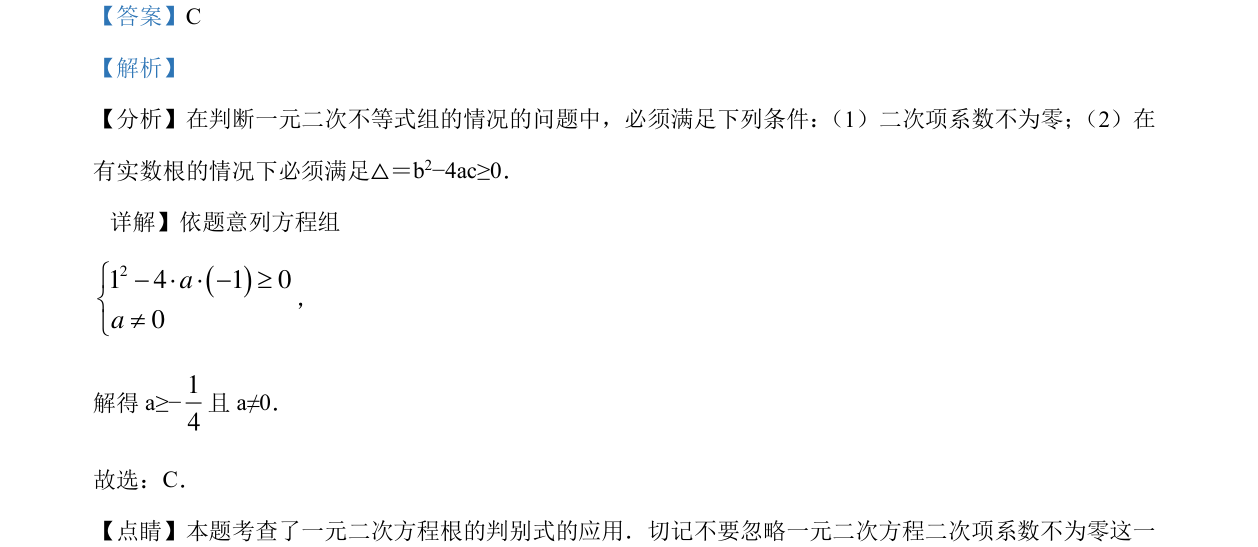 【答案】C
【解析】
【分析】在判断一元二次不等式组的情况的问题中，必须满足下列条件：（1）二次项系数不为零；（2）在
有实数根的情况下必须满足△＝b²−4ac≥0．
详解】依题意列方程组
{1² − 4·a·(−1) ≥ 0
a ≠ 0，
解得 a≥−1/4 且 a≠0．
故选：C．
【点睛】本题考查了一元二次方程根的判别式的应用．切记不要忽略一元二次方程二次项系数不为零这一